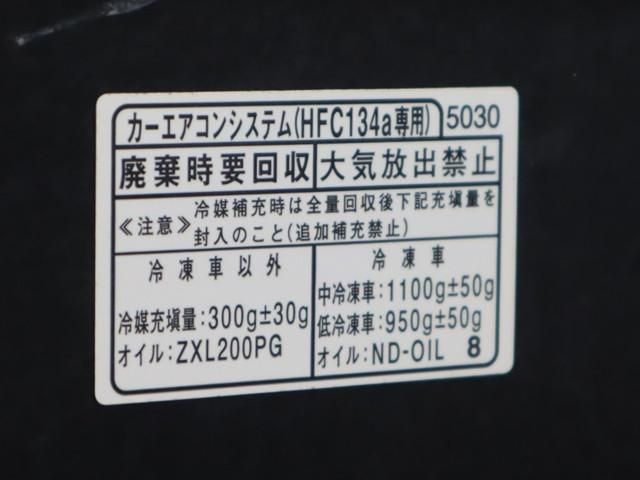 カーエアコンシステム(HFC134a専用) 5030
廃棄時要回収 大気放出禁止
≪注意≫ 冷媒補充時は全量回収後下記充填量を
封入のこと(追加補充禁止)
冷凍車以外
冷媒充填量:300g±30g
オイル:ZXL200PG
冷凍車
中冷凍車:1100g±50g
低冷凍車:950g±50g
オイル:ND-OIL 8